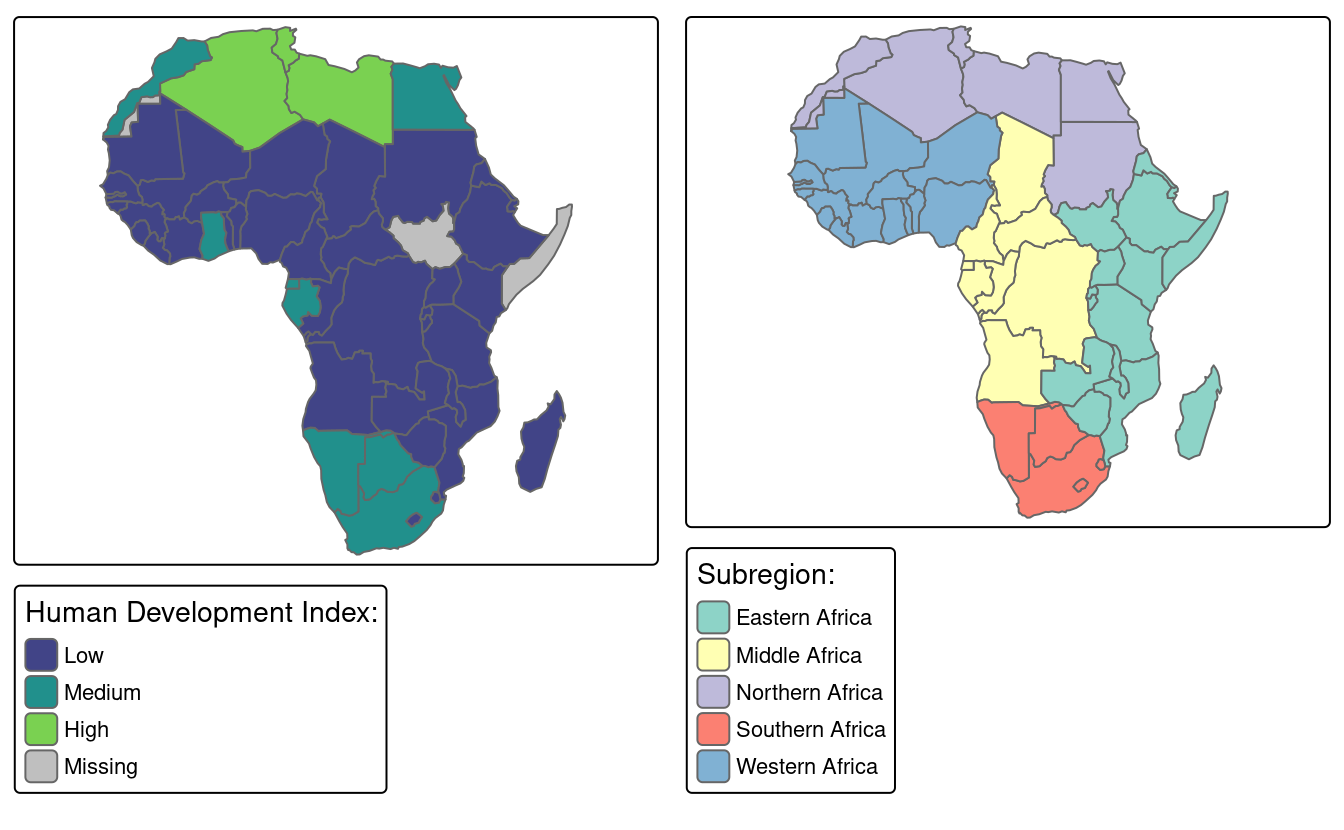 Human Development Index:
Low
Medium
High
Missing
Subregion:
Eastern Africa
Middle Africa
Northern Africa
Southern Africa
Western Africa